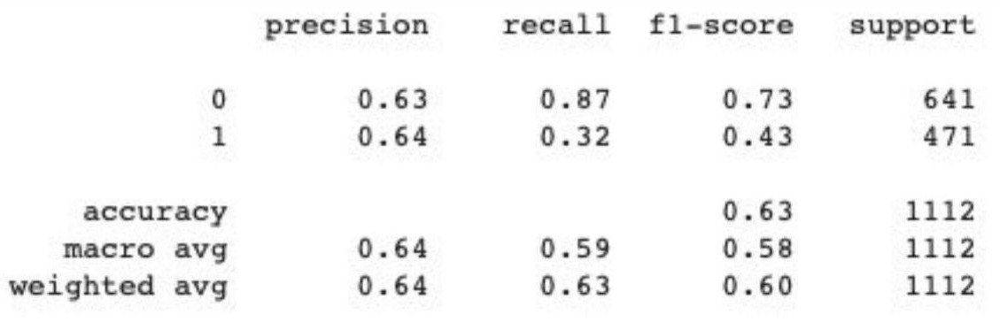 precision recall f1-score support
0 0.63 0.87 0.73 641
1 0.64 0.32 0.43 471
accuracy 0.63 1112
macro avg 0.64 0.59 0.58 1112
weighted avg 0.64 0.63 0.60 1112